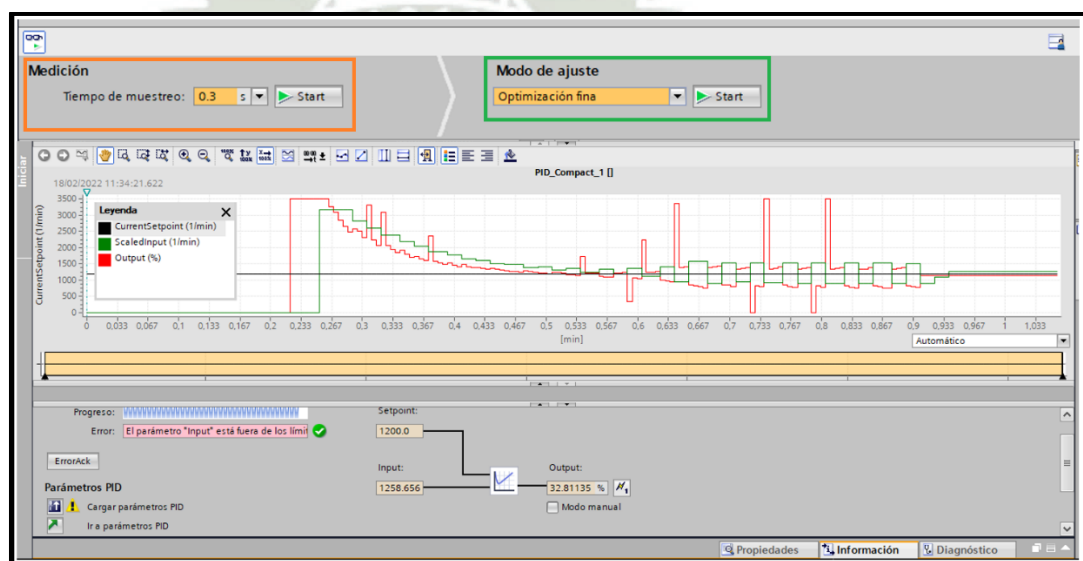 Medición
Tiempo de muestreo: 0.3 s Start
Modo de ajuste
Optimización fina Start
Iniciar
PID_Compact_1 []
18/02/2022 11:34:21.622
CurrentSetpoint (1/min)
3500
3000
2500
2000
1500
1000
500
0
Leyenda X
CurrentSetpoint (1/min)
ScaledInput (1/min)
Output (%)
0 0,033 0,067 0,1 0,133 0,167 0,2 0,233 0,267 0,3 0,333 0,367 0,4 0,433 0,467 0,5 0,533 0,567 0,6 0,633 0,667 0,7 0,733 0,767 0,8 0,833 0,867 0,9 0,933 0,967 1 1,033
[min]
Automático
Progreso:
Error: El parámetro "Input" está fuera de los límit
ErrorAck
Setpoint:
1200.0
Input:
1258.656
Output:
32.81135 %
Modo manual
Parámetros PID
Cargar parámetros PID
Ir a parámetros PID
Propiedades Información Diagnóstico